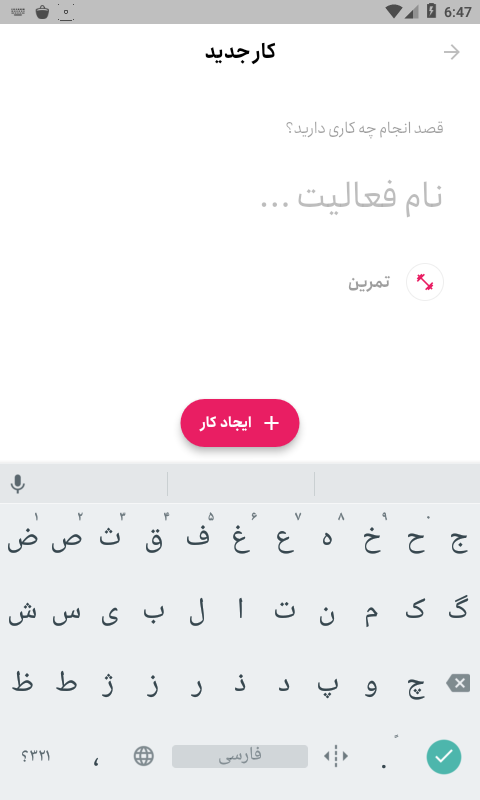 6:47
کار جدید
قصد انجام چه کاری دارید؟
نام فعالیت ...
تمرین
ایجاد کار
۱ ۲ ۳ ۴ ۵ ۶ ۷ ۸ ۹ ۰
ض ص ث ق ف غ ع ه خ ح ج
ش س ی ب ل ا ت ن م ک گ
ظ ط ژ ز ر ذ د پ و چ
۳۲۱؟ ، فارسی .